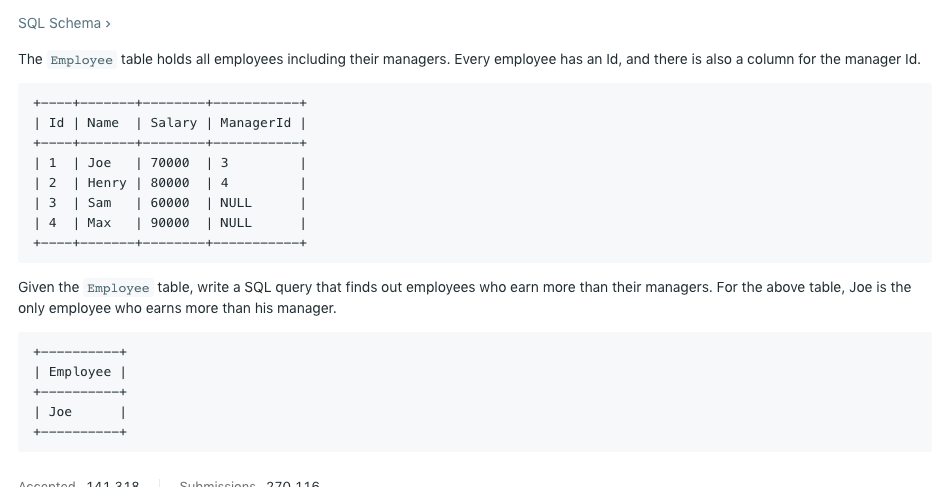 SQL Schema ›
The Employee table holds all employees including their managers. Every employee has an Id, and there is also a column for the manager Id.
+----+-------+--------+-----------+
| Id | Name  | Salary | ManagerId |
+----+-------+--------+-----------+
| 1  | Joe   | 70000  | 3         |
| 2  | Henry | 80000  | 4         |
| 3  | Sam   | 60000  | NULL      |
| 4  | Max   | 90000  | NULL      |
+----+-------+--------+-----------+
Given the Employee table, write a SQL query that finds out employees who earn more than their managers. For the above table, Joe is the
only employee who earns more than his manager.
+----------+
| Employee |
+----------+
| Joe      |
+----------+
Accepted 141,318 Submissions 270,116